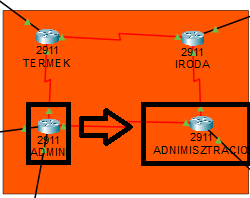 2911
TERMEK
2911
IRODA
2911
ADMIN
2911
ADNIMISZTRACIO